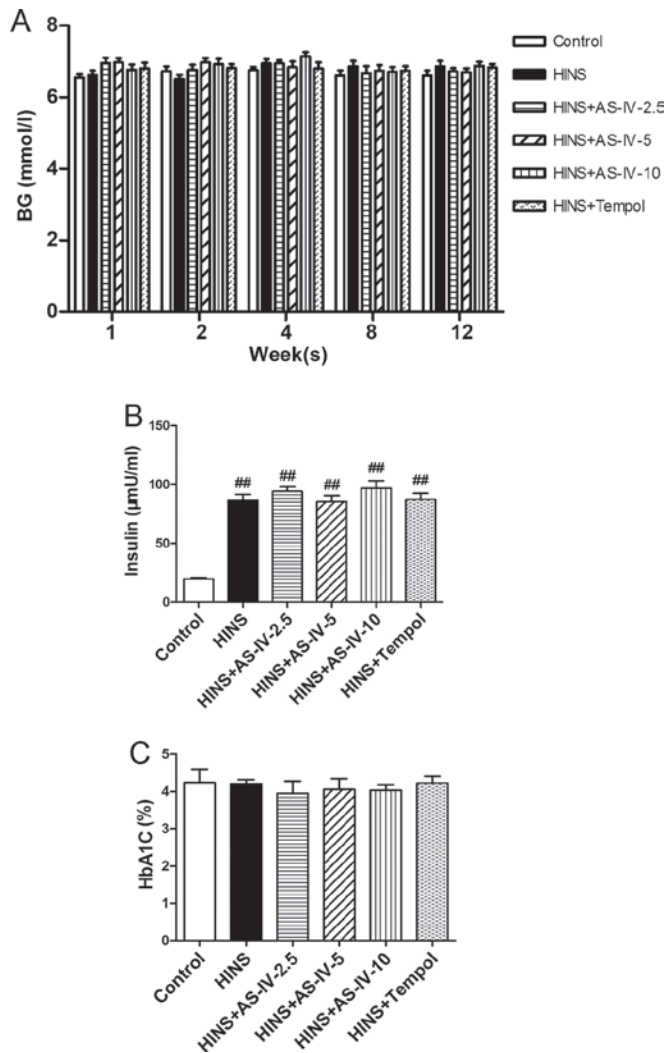 A
BG (mmol/l)
8
6
4
2
0
1 2 4 8 12
Week(s)
Control
HINS
HINS+AS-IV-2.5
HINS+AS-IV-5
HINS+AS-IV-10
HINS+Tempol
B
Insulin (µmU/ml)
150
100
50
0
## ## ## ## ##
Control
HINS
HINS+AS-IV-2.5
HINS+AS-IV-5
HINS+AS-IV-10
HINS+Tempol
C
HbA1C (%)
5
4
4
2
1
0
Control
HINS
HINS+AS-IV-2.5
HINS+AS-IV-5
HINS+AS-IV-10
HINS+Tempol